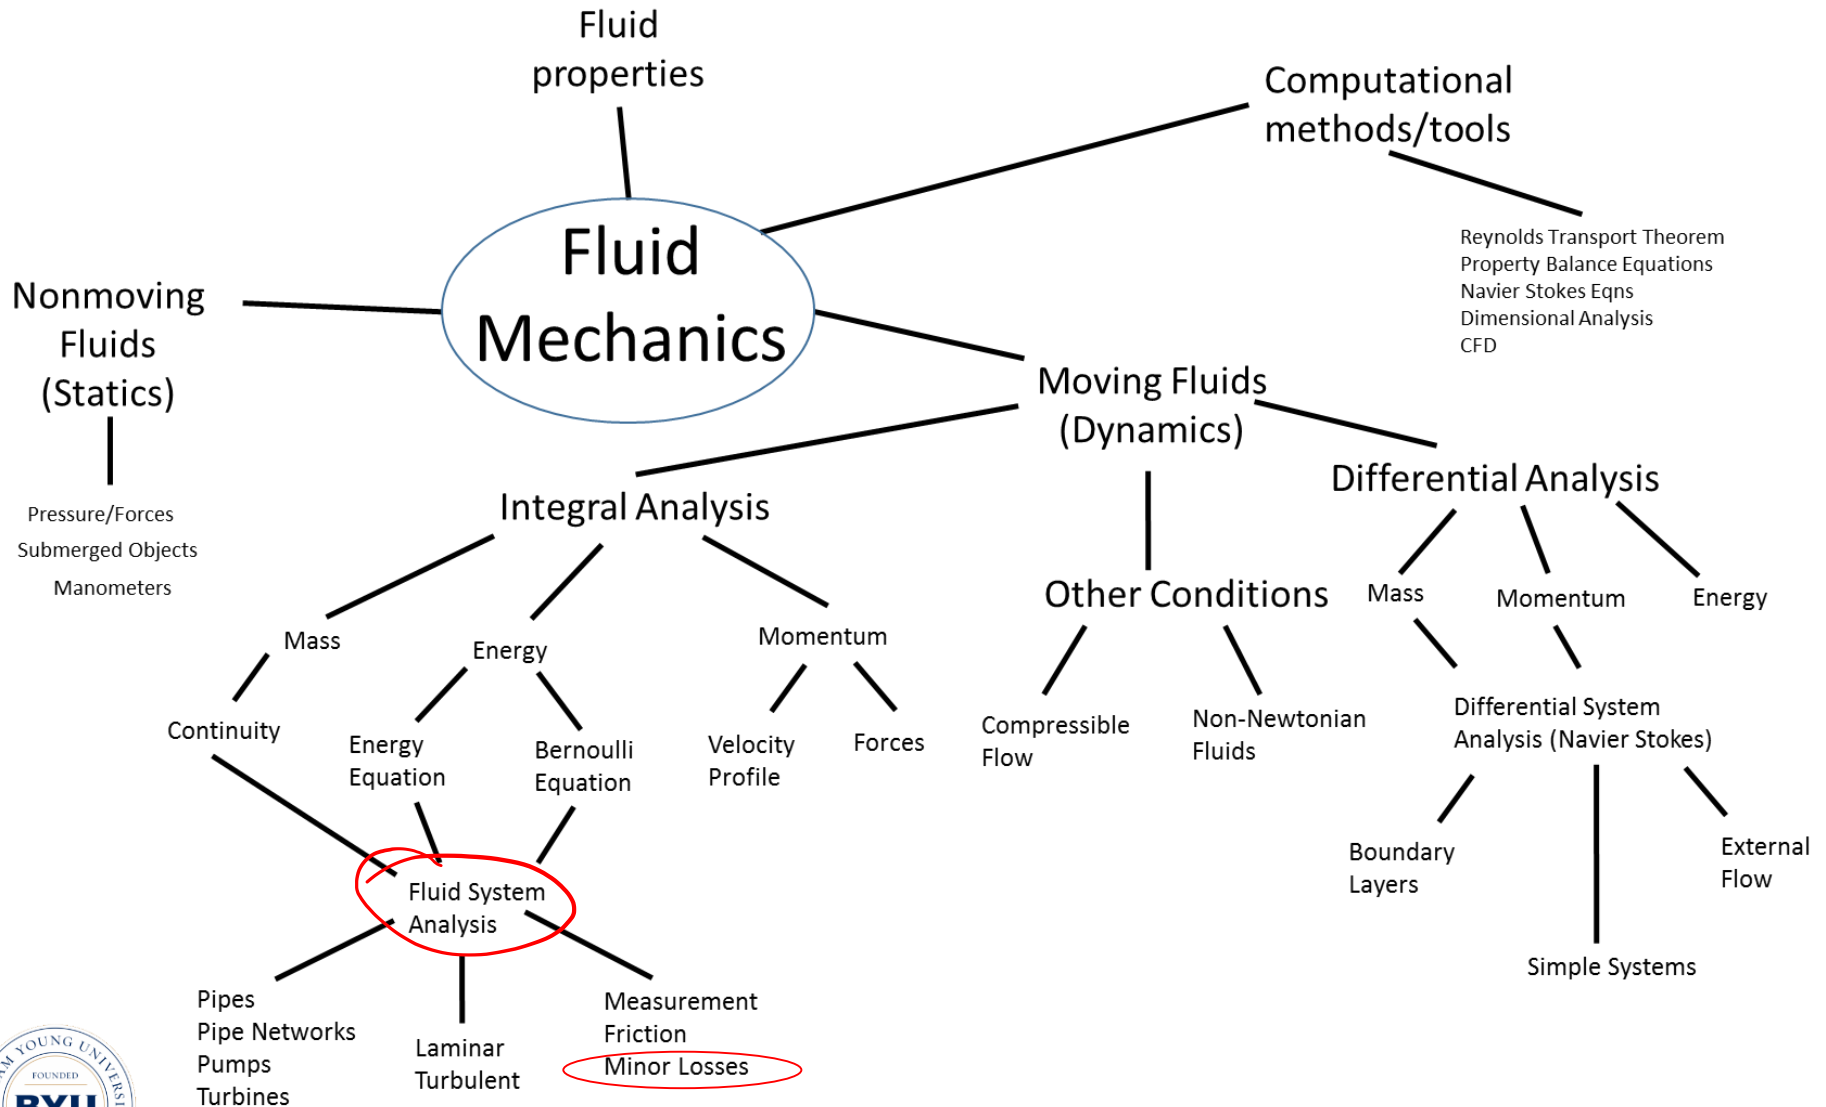 Fluid
properties
Computational
methods/tools
Reynolds Transport Theorem
Property Balance Equations
Navier Stokes Eqns
Dimensional Analysis
CFD
Fluid
Mechanics
Nonmoving
Fluids
(Statics)
Pressure/Forces
Submerged Objects
Manometers
Moving Fluids
(Dynamics)
Integral Analysis
Differential Analysis
Other Conditions
Mass
Energy
Momentum
Mass
Momentum
Energy
Continuity
Energy
Equation
Bernoulli
Equation
Velocity
Profile
Forces
Compressible
Flow
Non-Newtonian
Fluids
Differential System
Analysis (Navier Stokes)
Boundary
Layers
External
Flow
Simple Systems
Fluid System
Analysis
Pipes
Pipe Networks
Pumps
Turbines
Laminar
Turbulent
Measurement
Friction
Minor Losses
YOUNG
FOUNDED
BYU